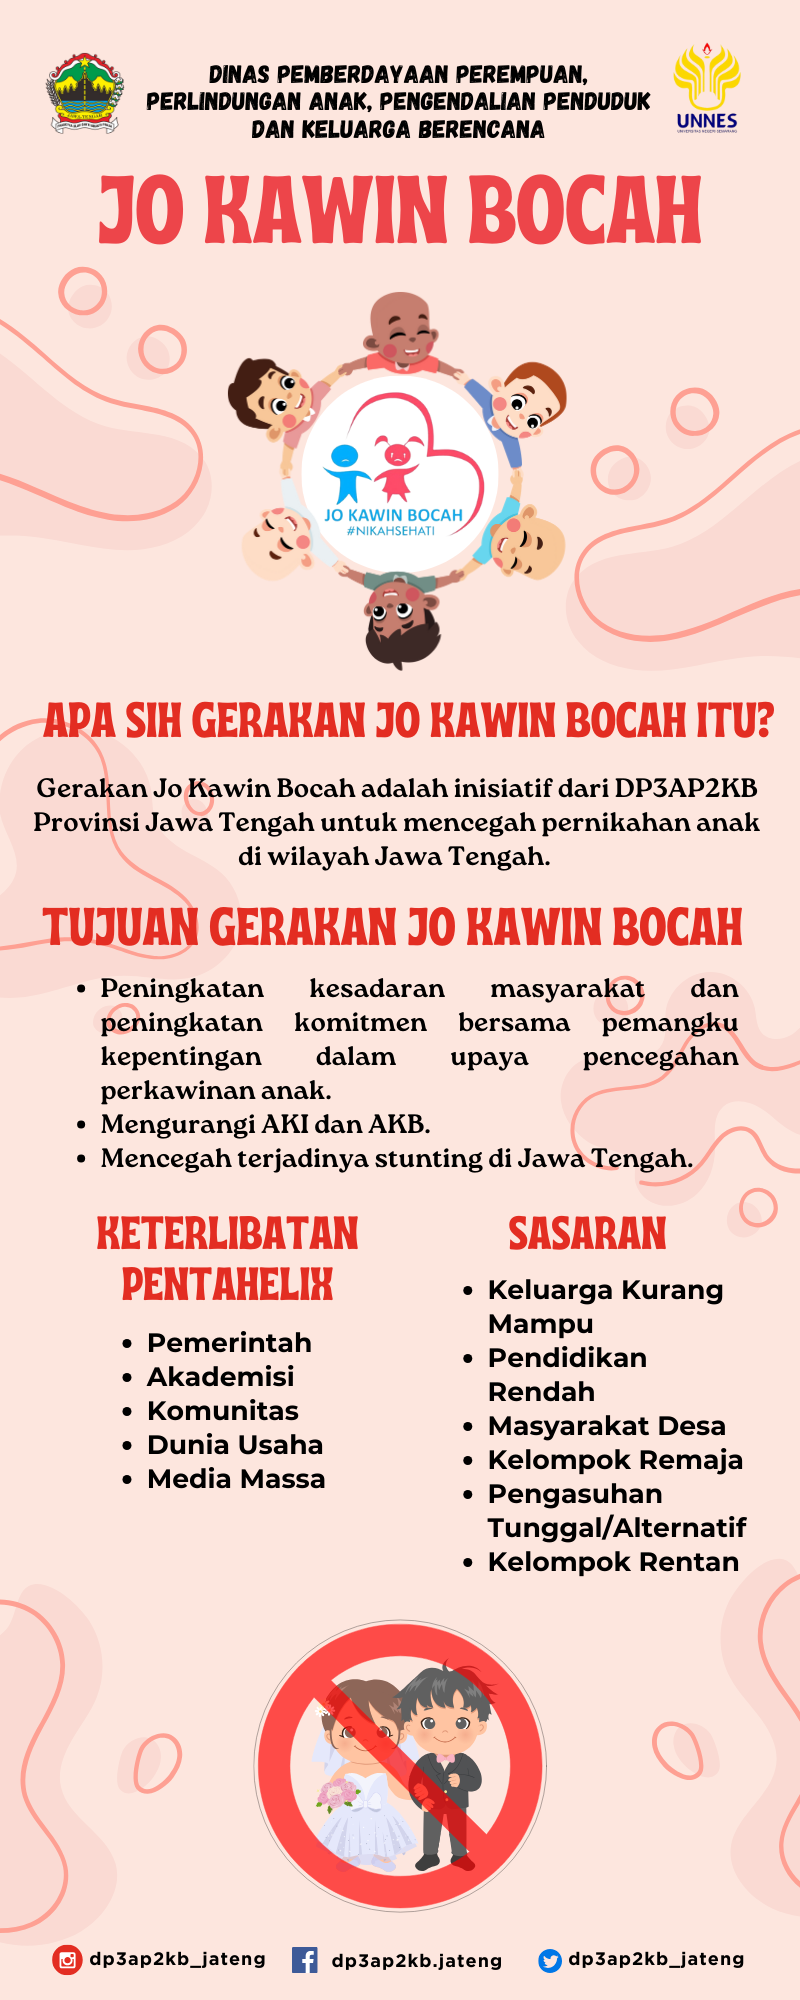 DINAS PEMBERDAYAAN PEREMPUAN,
PERLINDUNGAN ANAK, PENGENDALIAN PENDUDUK
DAN KELUARGA BERENCANA
JAWA TENGAH
UNNES
UNIVERSITAS NEGERI SEMARANG
JO KAWIN BOCAH
JO KAWIN BOCAH
#NIKAHSEHATI
APA SIH GERAKAN JO KAWIN BOCAH ITU?
Gerakan Jo Kawin Bocah adalah inisiatif dari DP3AP2KB
Provinsi Jawa Tengah untuk mencegah pernikahan anak
di wilayah Jawa Tengah.
TUJUAN GERAKAN JO KAWIN BOCAH
• Peningkatan kesadaran masyarakat dan
peningkatan komitmen bersama pemangku
kepentingan dalam upaya pencegahan
perkawinan anak.
• Mengurangi AKI dan AKB.
• Mencegah terjadinya stunting di Jawa Tengah.
KETERLIBATAN
PENTAHELIX
• Pemerintah
• Akademisi
• Komunitas
• Dunia Usaha
• Media Massa
SASARAN
• Keluarga Kurang
Mampu
• Pendidikan
Rendah
• Masyarakat Desa
• Kelompok Remaja
• Pengasuhan
Tunggal/Alternatif
• Kelompok Rentan
dp3ap2kb_jateng
dp3ap2kb.jateng
dp3ap2kb_jateng